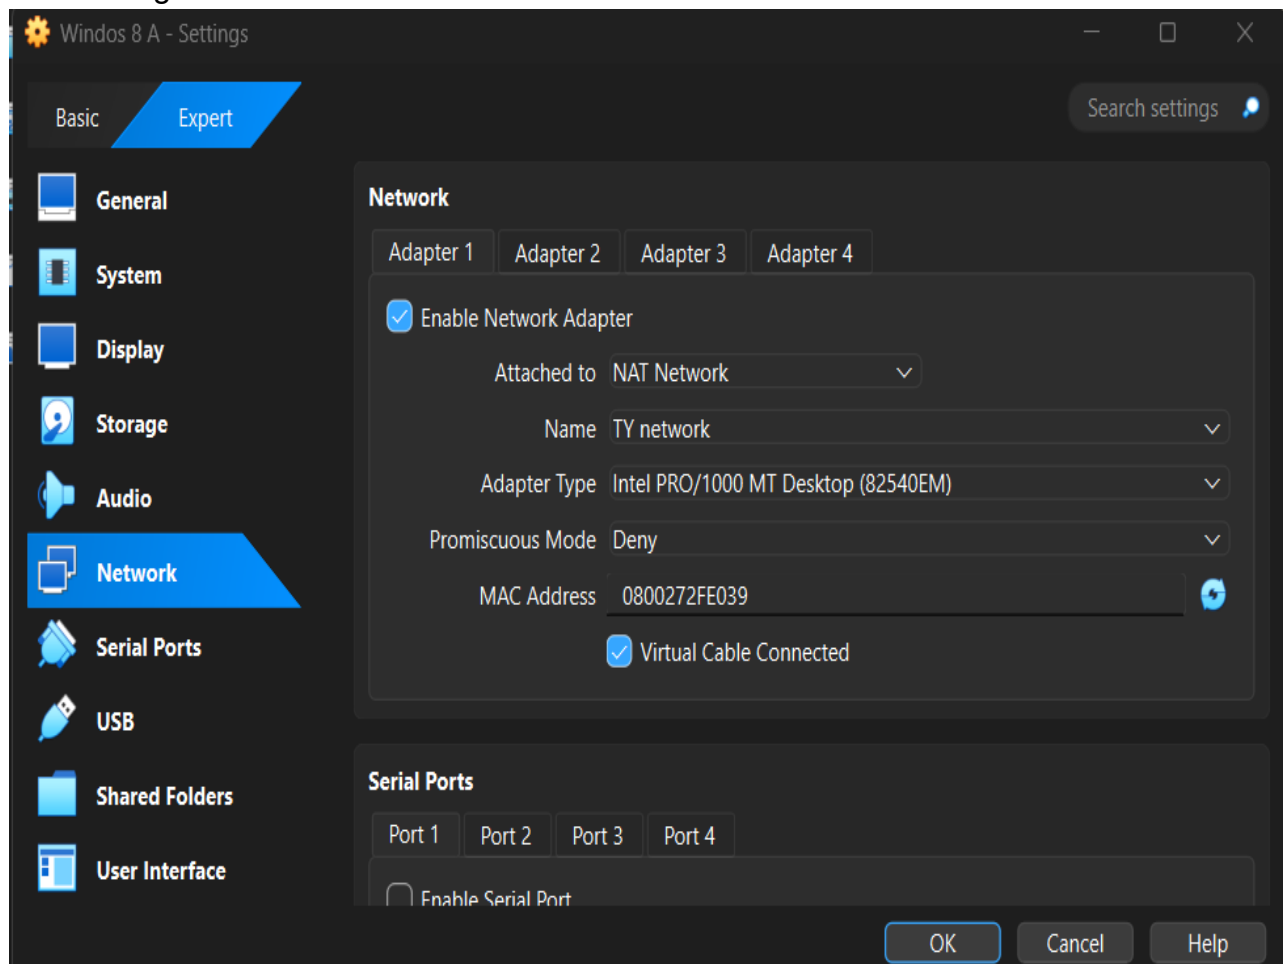 Windos 8 A - Settings
Basic Expert Search settings
General
System
Display
Storage
Audio
Network
Serial Ports
USB
Shared Folders
User Interface
Network
Adapter 1 Adapter 2 Adapter 3 Adapter 4
Enable Network Adapter
Attached to NAT Network
Name TY network
Adapter Type Intel PRO/1000 MT Desktop (82540EM)
Promiscuous Mode Deny
MAC Address 0800272FE039
Virtual Cable Connected
Serial Ports
Port 1 Port 2 Port 3 Port 4
Enable Serial Port
OK Cancel Help